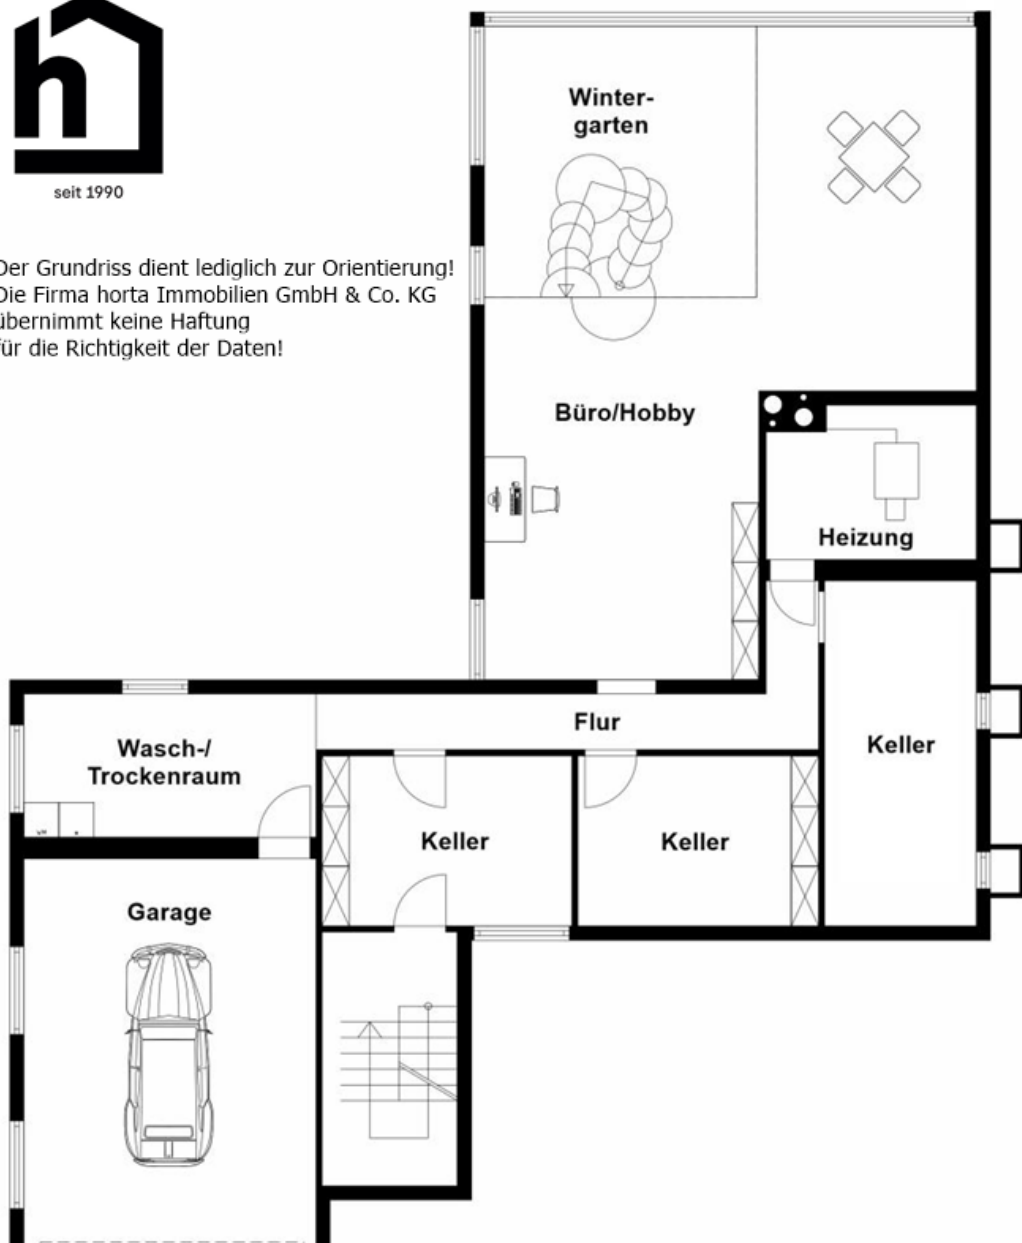 h
seit 1990
Der Grundriss dient lediglich zur Orientierung!
Die Firma horta Immobilien GmbH & Co. KG
übernimmt keine Haftung
für die Richtigkeit der Daten!
Winter-
garten
Büro/Hobby
Heizung
Flur
Keller
Wasch-/
Trockenraum
Keller
Keller
Garage